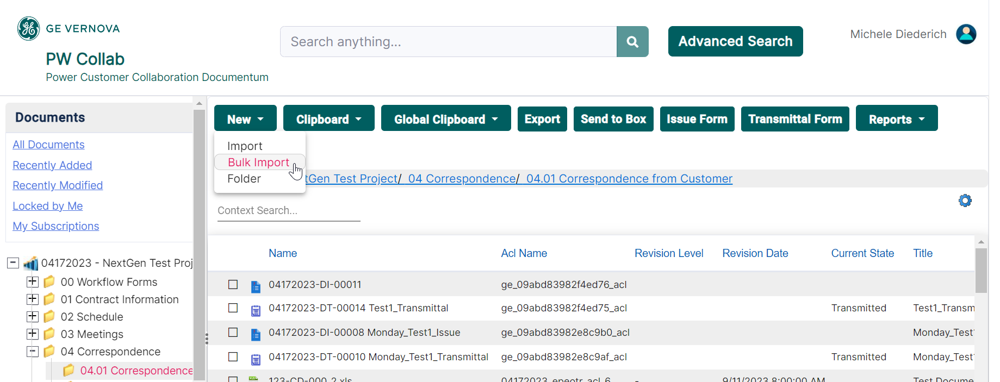 GE VERNOVA
PW Collab
Power Customer Collaboration Documentum
Search anything...
Advanced Search
Michele Diederich
Documents
All Documents
Recently Added
Recently Modified
Locked by Me
My Subscriptions
04172023 - NextGen Test Proj
00 Workflow Forms
01 Contract Information
02 Schedule
03 Meetings
04 Correspondence
04.01 Correspondence
New
Clipboard
Global Clipboard
Export
Send to Box
Issue Form
Transmittal Form
Reports
Import
Bulk Import
Folder
tGen Test Project/ 04 Correspondence/ 04.01 Correspondence from Customer
Context Search...
Name Acl Name Revision Level Revision Date Current State Title
04172023-DI-00011 ge_09abd83982f4ed76_acl
04172023-DT-00014 Test1_Transmittal ge_09abd83982f4ed75_acl Transmitted Test1_Transm
04172023-DI-00008 Monday_Test1_Issue ge_09abd83982e8c9b0_acl Monday_Test
04172023-DT-00010 Monday_Test1_Transmittal ge_09abd83982e8c9af_acl Transmitted Monday_Test
123-CD-000-2.xls 04172023_epeotr_acl_6 - 9/11/2023 8:00:00 AM Test Docume